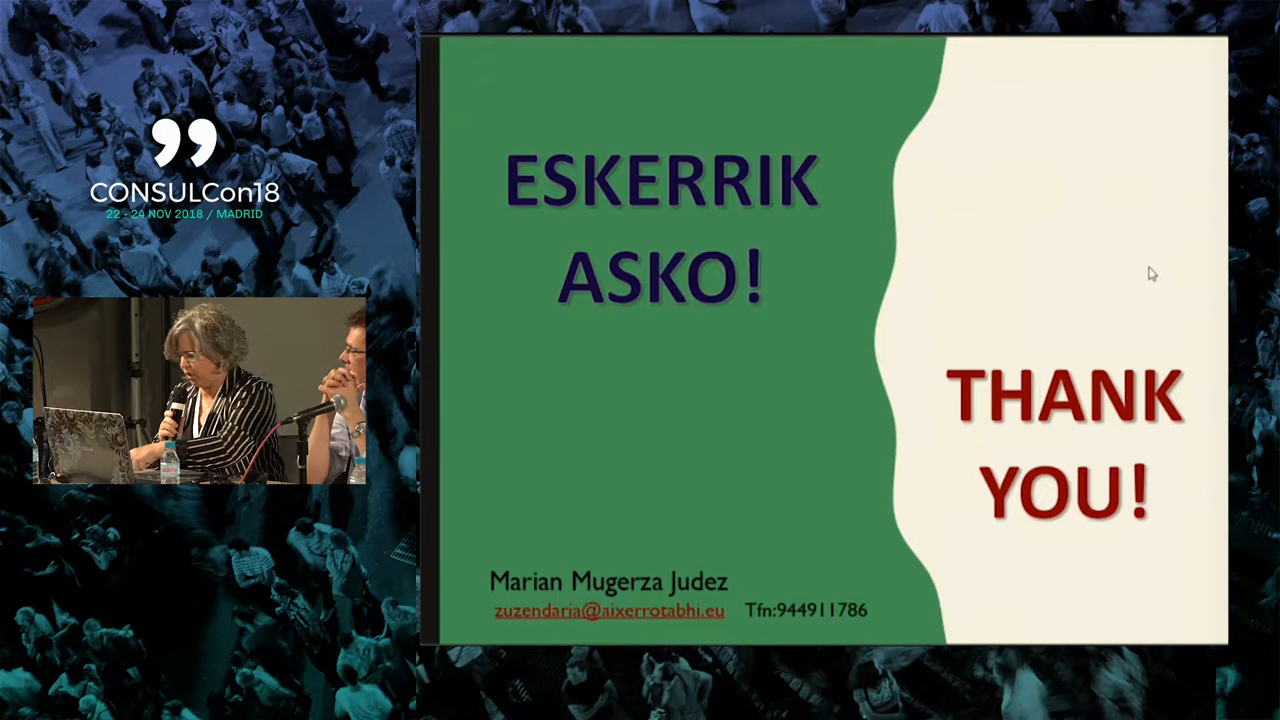 CONSULCon18
22 - 24 NOV 2018 / MADRID
ESKERRIK
ASKO!
THANK
YOU!
Marian Mugerza Judez
zuzendaria@aixerrotabhi.eu Tfn:944911786